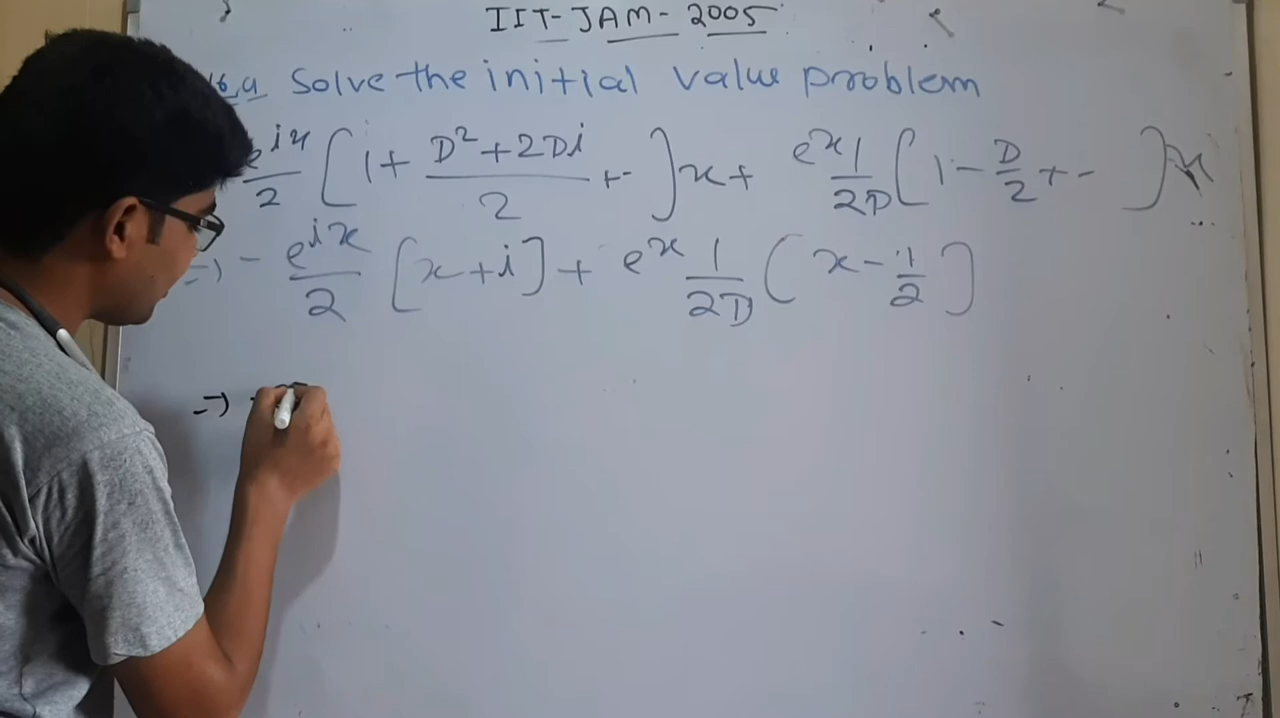 IIT-JAM-2005
16.a Solve the initial value problem
e^{ix}/2 [1 + (D²+2Di)/2 + - ] x + e^x 1/2D [1 - D/2 + - ] x
=) - e^{ix}/2 [x+i] + e^x 1/2D (x - 1/2]
=) -